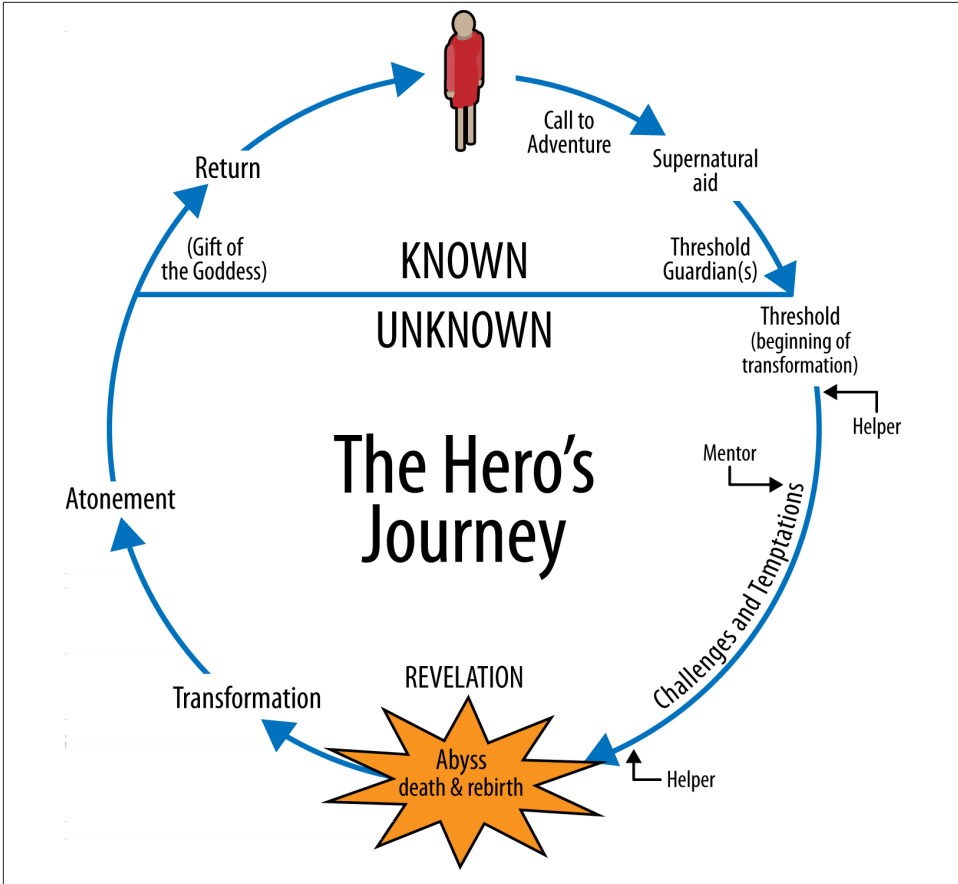 Call to
Adventure
Supernatural
aid
Return
(Gift of
the Goddess)
KNOWN
Threshold
Guardian(s)
UNKNOWN
Threshold
(beginning of
transformation)
Helper
The Hero's
Journey
Mentor
Challenges and Temptations
Atonement
REVELATION
Transformation
Abyss
death & rebirth
Helper